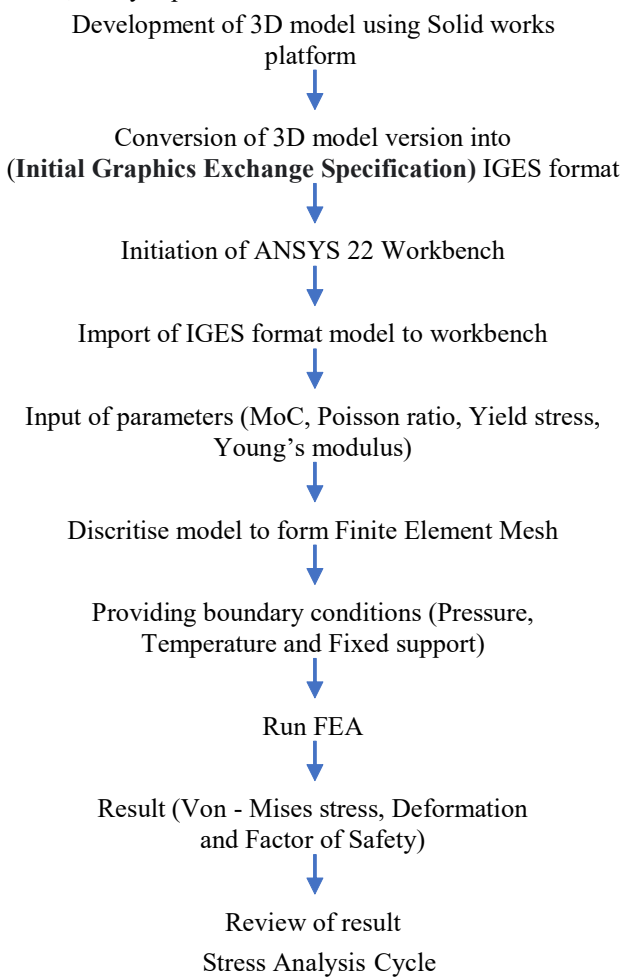 Development of 3D model using Solid works
platform
Conversion of 3D model version into
(Initial Graphics Exchange Specification) IGES format
Initiation of ANSYS 22 Workbench
Import of IGES format model to workbench
Input of parameters (MoC, Poisson ratio, Yield stress,
Young’s modulus)
Discritise model to form Finite Element Mesh
Providing boundary conditions (Pressure,
Temperature and Fixed support)
Run FEA
Result (Von - Mises stress, Deformation
and Factor of Safety)
Review of result
Stress Analysis Cycle